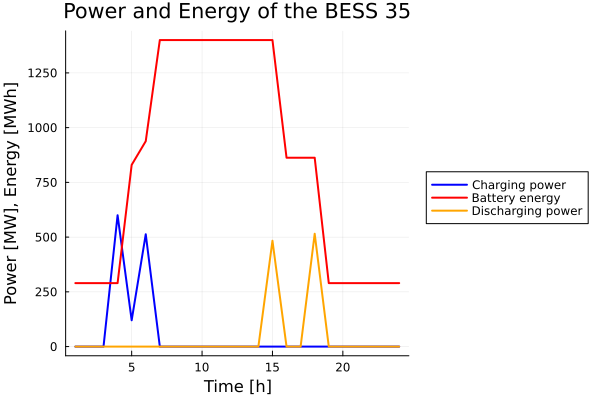 Power and Energy of the BESS 35
Power [MW], Energy [MWh]
1250
1000
750
500
250
0
5
10
15
20
Time [h]
Charging power
Battery energy
Discharging power